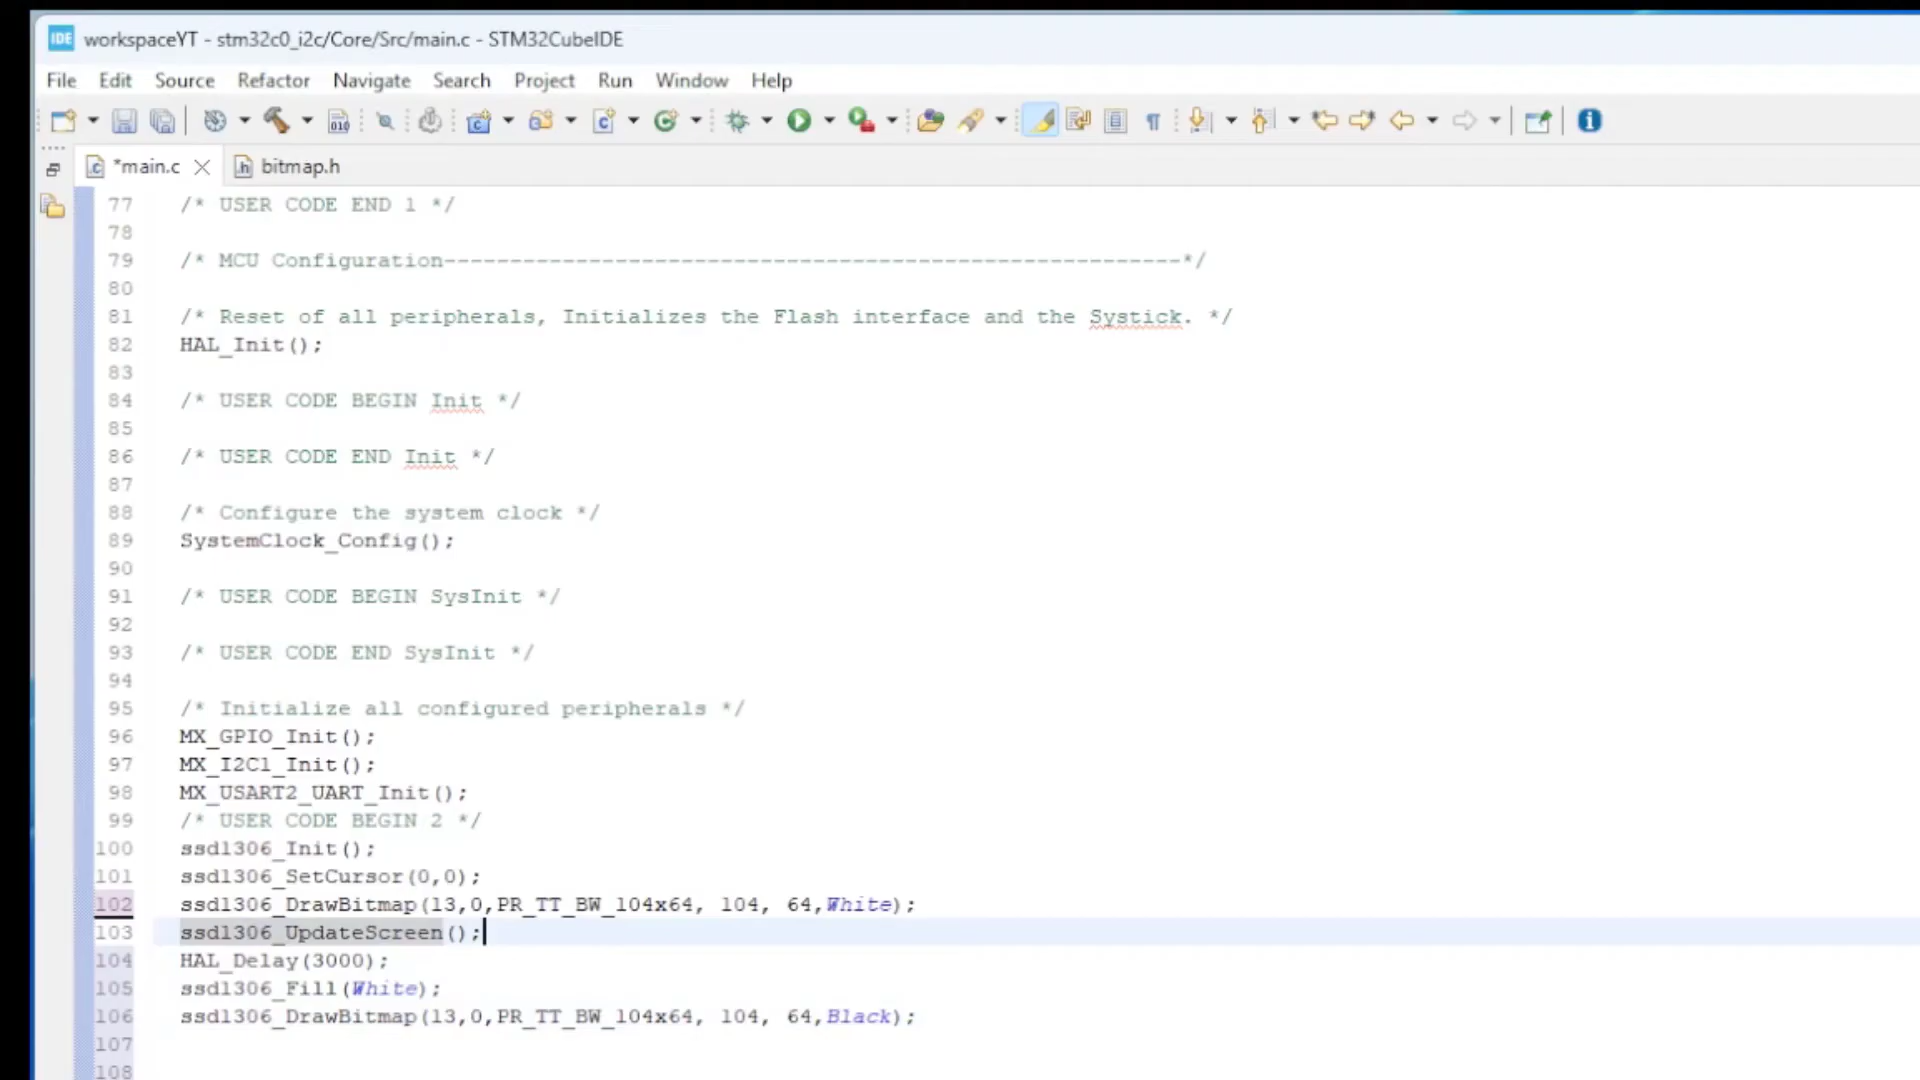 IDE workspaceYT - stm32c0_i2c/Core/Src/main.c - STM32CubeIDE
File Edit Source Refactor Navigate Search Project Run Window Help
*main.c bitmap.h
77 /* USER CODE END 1 */
78
79 /* MCU Configuration--------------------------------------------------------*/
80
81 /* Reset of all peripherals, Initializes the Flash interface and the Systick. */
82 HAL_Init();
83
84 /* USER CODE BEGIN Init */
85
86 /* USER CODE END Init */
87
88 /* Configure the system clock */
89 SystemClock_Config();
90
91 /* USER CODE BEGIN SysInit */
92
93 /* USER CODE END SysInit */
94
95 /* Initialize all configured peripherals */
96 MX_GPIO_Init();
97 MX_I2C1_Init();
98 MX_USART2_UART_Init();
99 /* USER CODE BEGIN 2 */
100 ssd1306_Init();
101 ssd1306_SetCursor(0,0);
102 ssd1306_DrawBitmap(13,0,PR_TT_BW_104x64, 104, 64,White);
103 ssd1306_UpdateScreen();
104 HAL_Delay(3000);
105 ssd1306_Fill(White);
106 ssd1306_DrawBitmap(13,0,PR_TT_BW_104x64, 104, 64,Black);
107
108